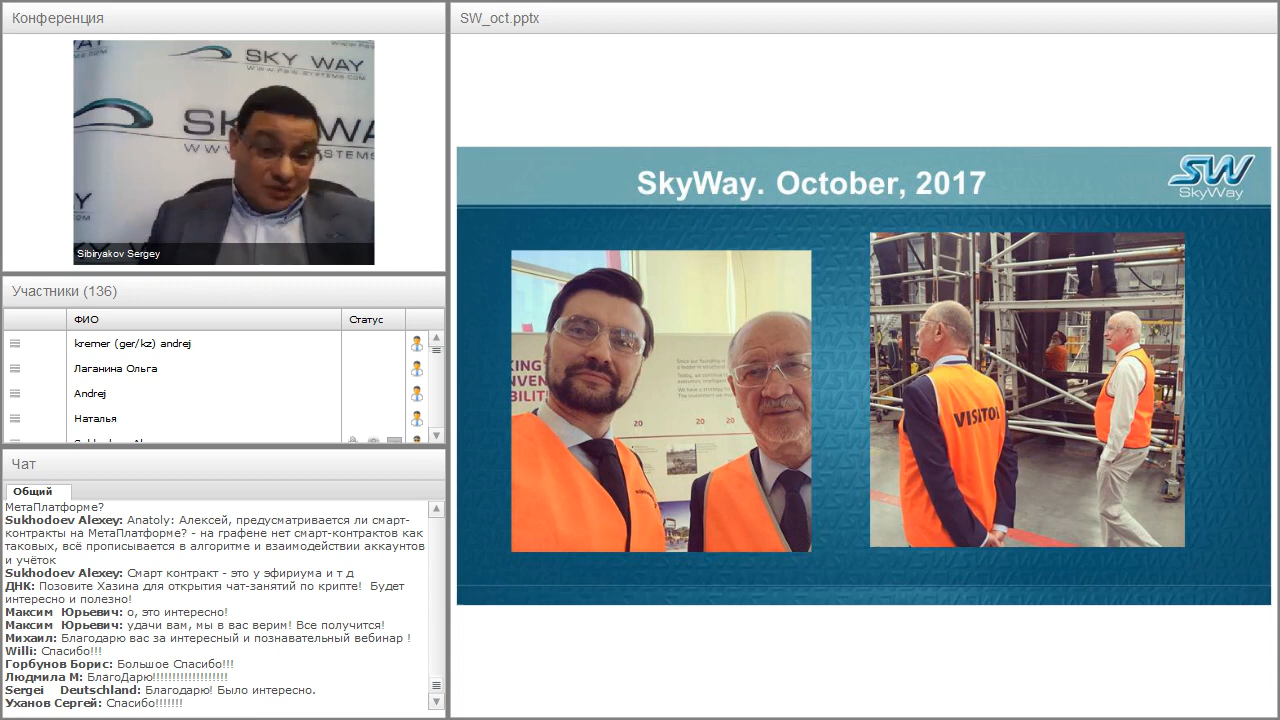 Конференция
SW_oct.pptx
SKY WAY
Sibiryakov Sergey
SkyWay. October, 2017
SW
SkyWay
VISITOR
20
20
20
Участники (136)
ФИО
Статус
kremer (ger/kz) andrej
Лаганина Ольга
Andrej
Наталья
Чат
Общий
МетаПлатформе?
Sukhodoev Alexey: Anatoly: Алексей, предусматривается ли смарт-
контракты на МетаПлатформе? - на графене нет смарт-контрактов как
таковых, всё прописывается в алгоритме и взаимодействии аккаунтов
и учёток
Sukhodoev Alexey: Смарт контракт - это у эфириума и т д
ДНК: Позовите Хазина для открытия чат-занятий по крипте! Будет
интересно и полезно!
Максим Юрьевич: о, это интересно!
Максим Юрьевич: удачи вам, мы в вас верим! Все получится!
Михаил: Благодарю вас за интересный и познавательный вебинар !
Willi: Спасибо!!!
Горбунов Борис: Большое Спасибо!!!
Людмила М: БлагоДарю!!!!!!!!!!!!!!!!!!!
Sergei Deutschland: Благодарю! Было интересно.
Уханов Сергей: Спасибо!!!!!!!